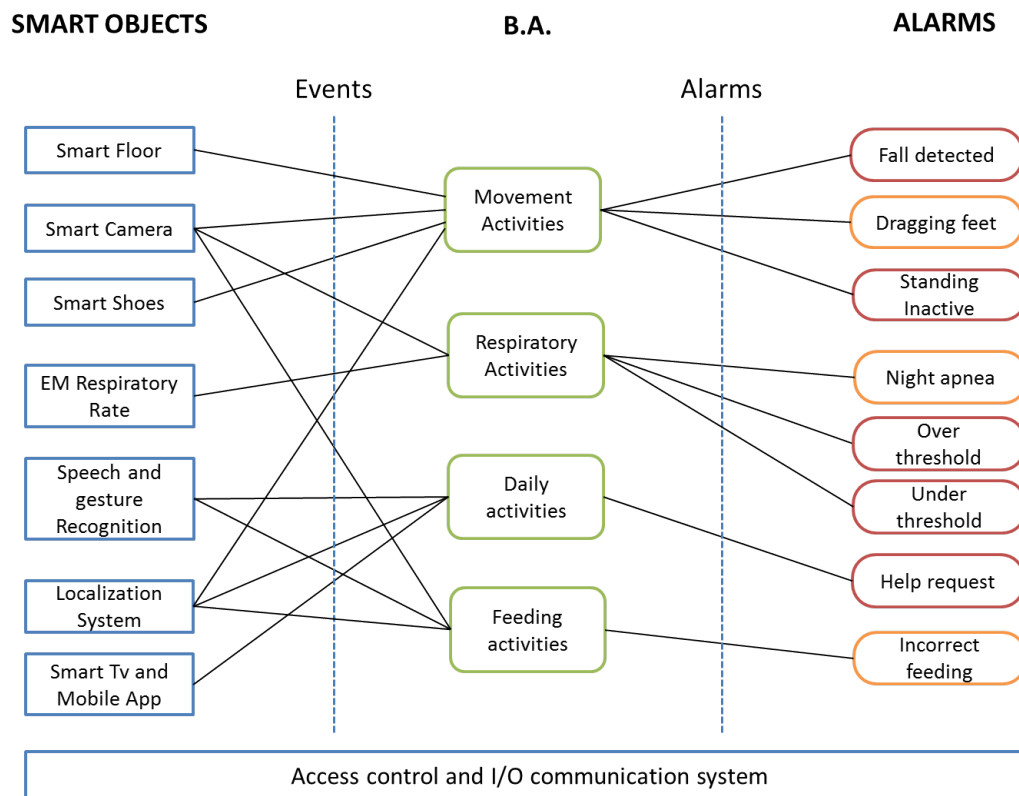 SMART OBJECTS
B.A.
ALARMS
Events
Alarms
Smart Floor
Smart Camera
Smart Shoes
EM Respiratory
Rate
Speech and
gesture
Recognition
Localization
System
Smart Tv and
Mobile App
Movement
Activities
Respiratory
Activities
Daily
activities
Feeding
activities
Fall detected
Dragging feet
Standing
Inactive
Night apnea
Over
threshold
Under
threshold
Help request
Incorrect
feeding
Access control and I/O communication system